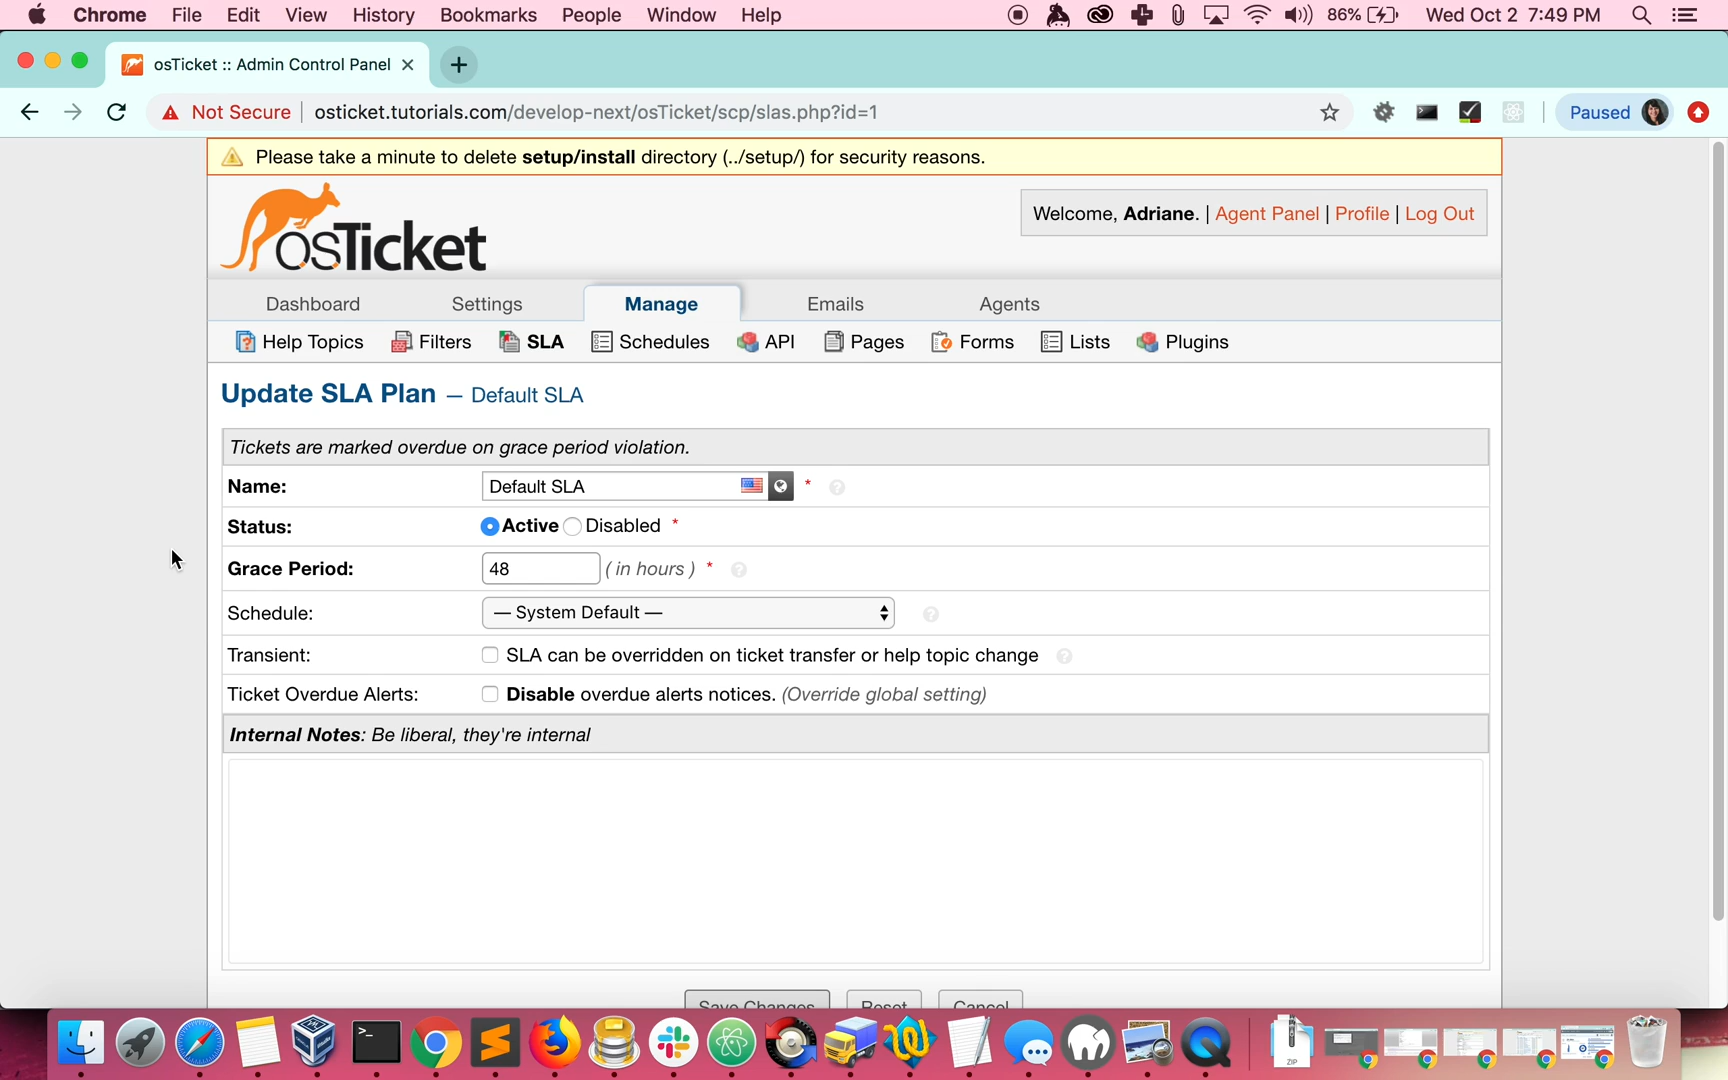 Chrome File Edit View History Bookmarks People Window Help 86% Wed Oct 2 7:49 PM
osTicket :: Admin Control Panel
Not Secure osticket.tutorials.com/develop-next/osTicket/scp/slas.php?id=1 Paused
Please take a minute to delete setup/install directory (../setup/) for security reasons.
osTicket
Welcome, Adriane. | Agent Panel | Profile | Log Out
Dashboard Settings Manage Emails Agents
Help Topics Filters SLA Schedules API Pages Forms Lists Plugins
Update SLA Plan — Default SLA
Tickets are marked overdue on grace period violation.
Name: Default SLA *
Status: Active Disabled *
Grace Period: 48 ( in hours ) *
Schedule: — System Default —
Transient: SLA can be overridden on ticket transfer or help topic change
Ticket Overdue Alerts: Disable overdue alerts notices. (Override global setting)
Internal Notes: Be liberal, they're internal
Save Changes Reset Cancel
ZIP